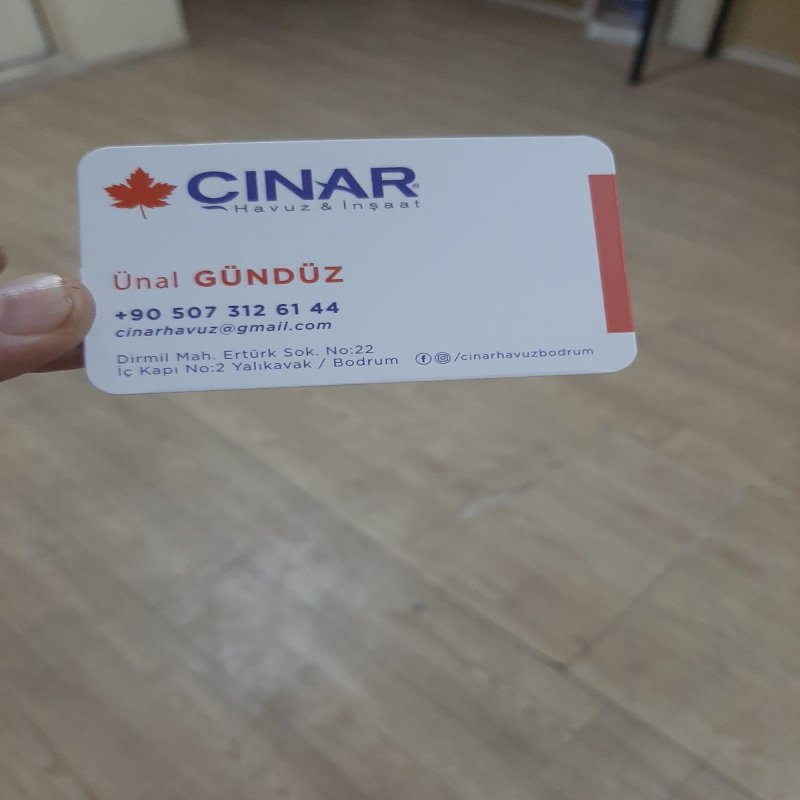 ÇINAR®
Havuz & İnşaat
Ünal GÜNDÜZ
+90 507 312 61 44
cinarhavuz@gmail.com
Dirmil Mah. Ertürk Sok. No:22
İç Kapı No:2 Yalıkavak / Bodrum
/cinarhavuzbodrum